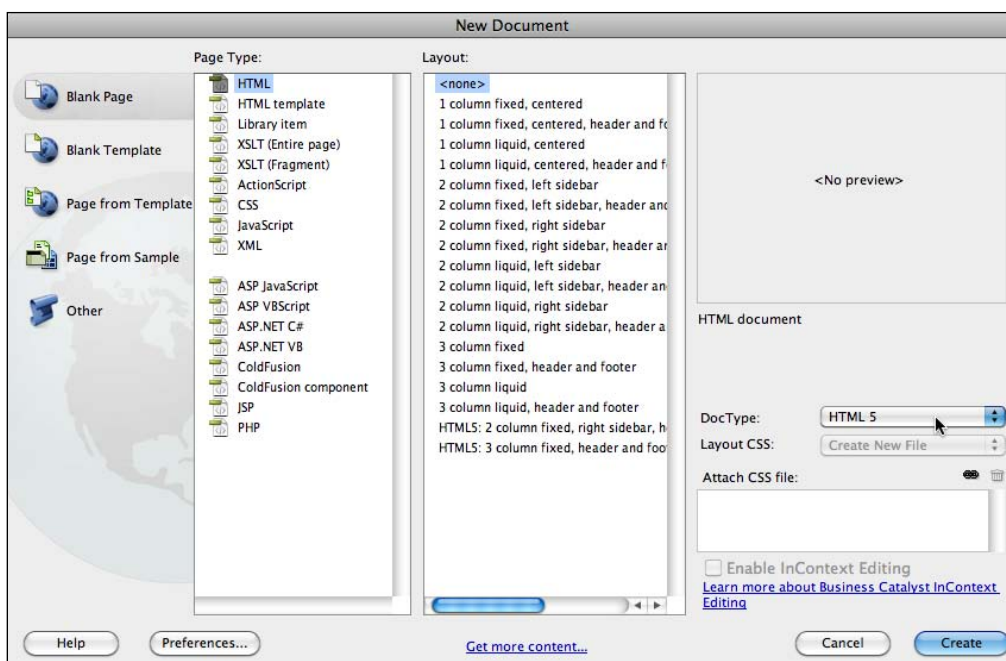 New Document
Page Type:
Layout:
Blank Page
Blank Template
Page from Template
Page from Sample
Other
HTML
HTML template
Library item
XSLT (Entire page)
XSLT (Fragment)
ActionScript
CSS
JavaScript
XML
ASP JavaScript
ASP VBScript
ASP.NET C#
ASP.NET VB
ColdFusion
ColdFusion component
JSP
PHP
<none>
1 column fixed, centered
1 column fixed, centered, header and fo
1 column liquid, centered
1 column liquid, centered, header and f
2 column fixed, left sidebar
2 column fixed, left sidebar, header and
2 column fixed, right sidebar
2 column fixed, right sidebar, header ar
2 column liquid, left sidebar
2 column liquid, left sidebar, header an
2 column liquid, right sidebar
2 column liquid, right sidebar, header a
3 column fixed
3 column fixed, header and footer
3 column liquid
3 column liquid, header and footer
HTML5: 2 column fixed, right sidebar, h
HTML5: 3 column fixed, header and foo
<No preview>
HTML document
DocType:
HTML 5
Layout CSS:
Create New File
Attach CSS file:
Enable InContext Editing
Learn more about Business Catalyst InContext
Editing
Help
Preferences...
Get more content...
Cancel
Create